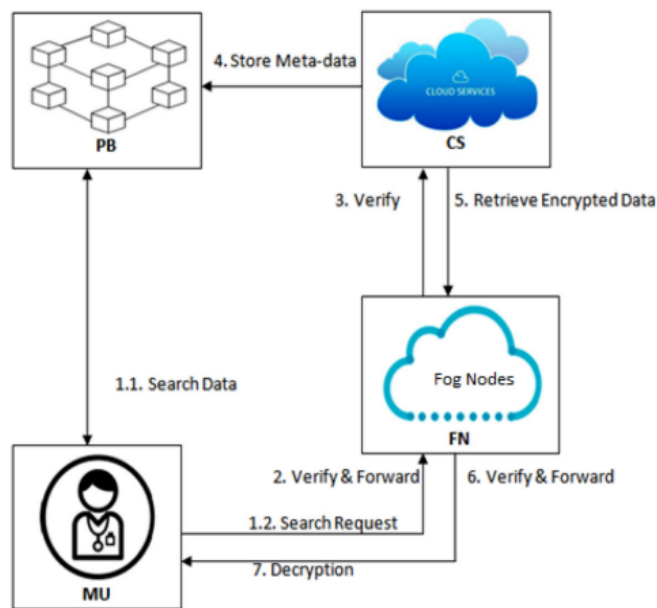 4. Store Meta-data
CLOUD SERVICES
PB
CS
3. Verify
5. Retrieve Encrypted Data
1.1. Search Data
Fog Nodes
FN
2. Verify & Forward
6. Verify & Forward
1.2. Search Request
7. Decryption
MU